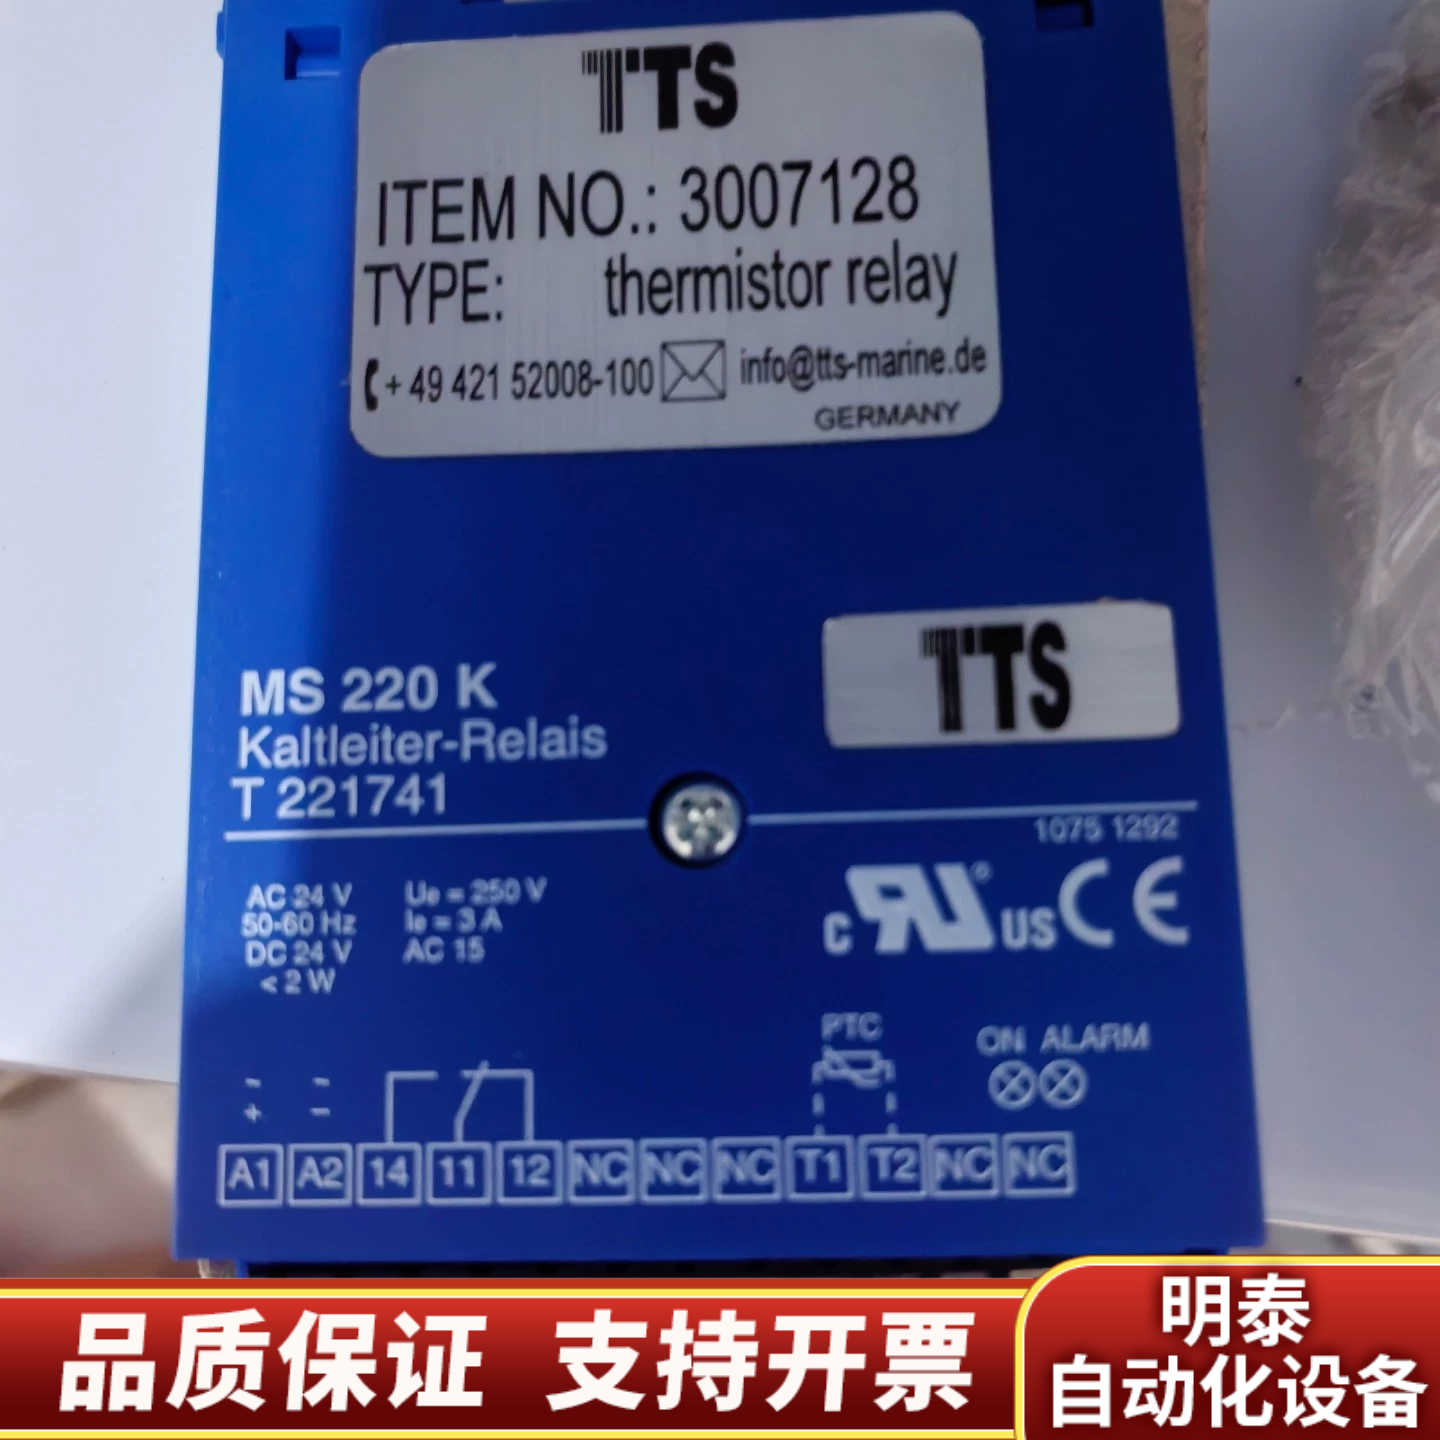 TTS
ITEM NO.: 3007128
TYPE: thermistor relay
+ 49 421 52008-100 info@tts-marine.de
GERMANY
TTS
MS 220 K
Kaltleiter-Relais
T 221741
1075 1292
AC 24 V Ue = 250 V
50-60 Hz Ie = 3 A
DC 24 V AC 15
< 2 W
c RU US CE
PTC
ON ALARM
~ ~
+ −
A1 A2 14 11 12 NC NC NC T1 T2 NC NC
品质保证 支持开票
明泰
自动化设备